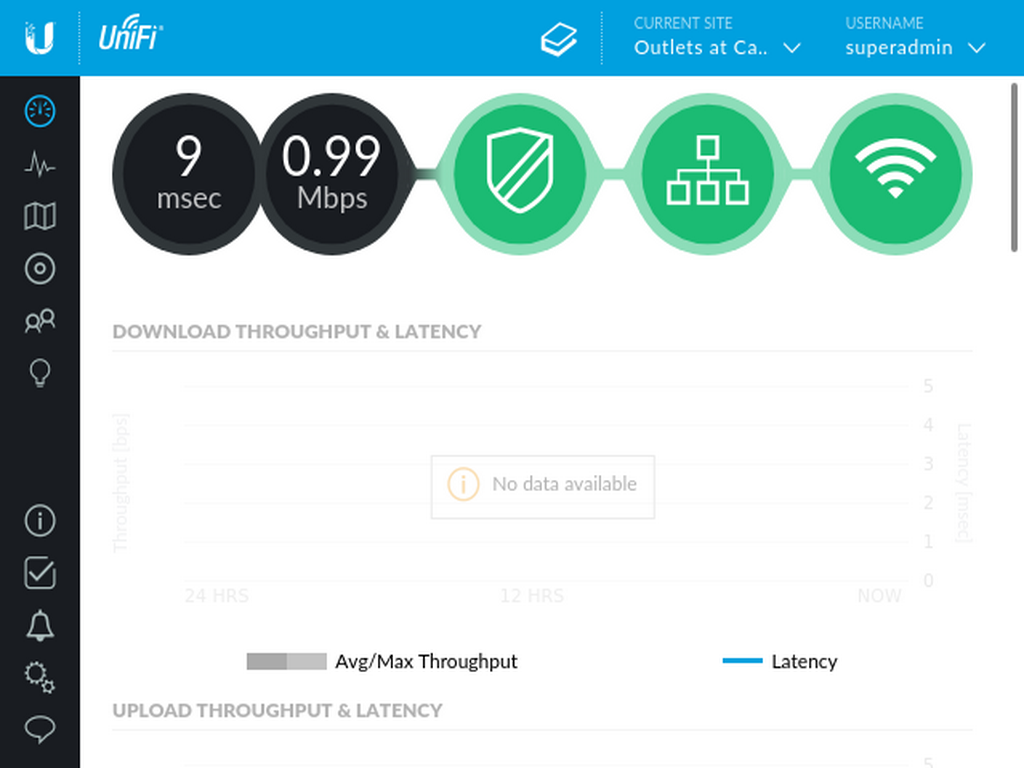 UniFi
CURRENT SITE
Outlets at Ca..
USERNAME
superadmin
9
msec
0.99
Mbps
DOWNLOAD THROUGHPUT & LATENCY
Throughput [bps]
5
4
3
2
1
0
Latency [msec]
No data available
24 HRS
12 HRS
NOW
Avg/Max Throughput
Latency
UPLOAD THROUGHPUT & LATENCY
5